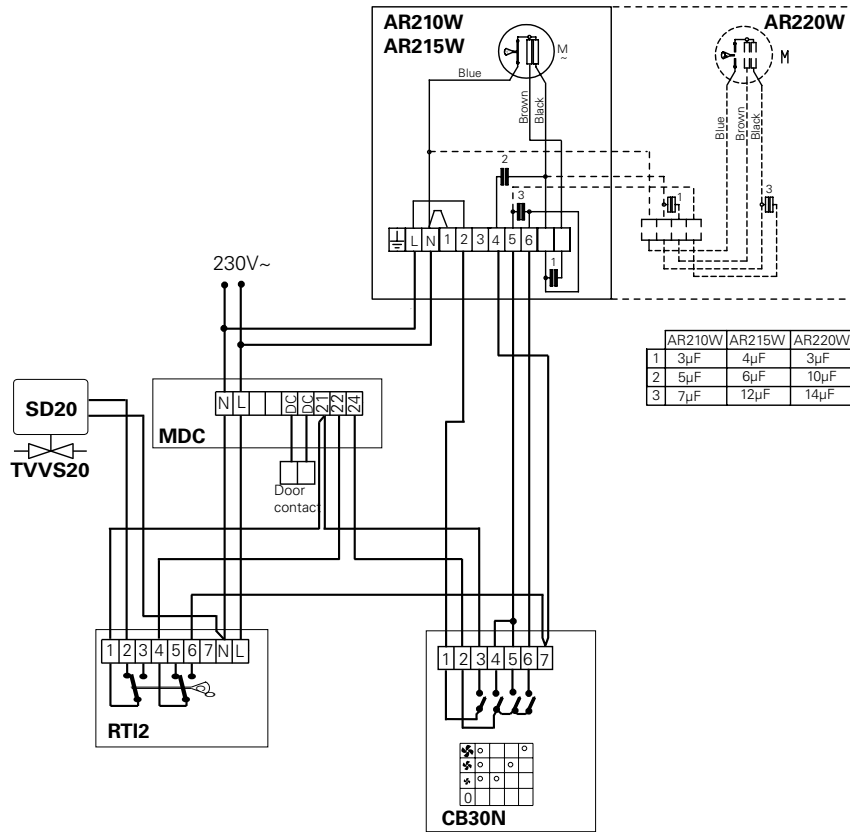 AR210W
AR215W
AR220W
M
~
M
Blue
Brown
Black
Blue
Brown
Black
2
3
1
3
L N 1 2 3 4 5 6
1
230V~
AR210W AR215W AR220W
1 3µF 4µF 3µF
2 5µF 6µF 10µF
3 7µF 12µF 14µF
SD20
TVVS20
N L DC DC 21 22 24
MDC
Door
contact
1 2 3 4 5 6 7 N L
RTI2
1 2 3 4 5 6 7
0
CB30N